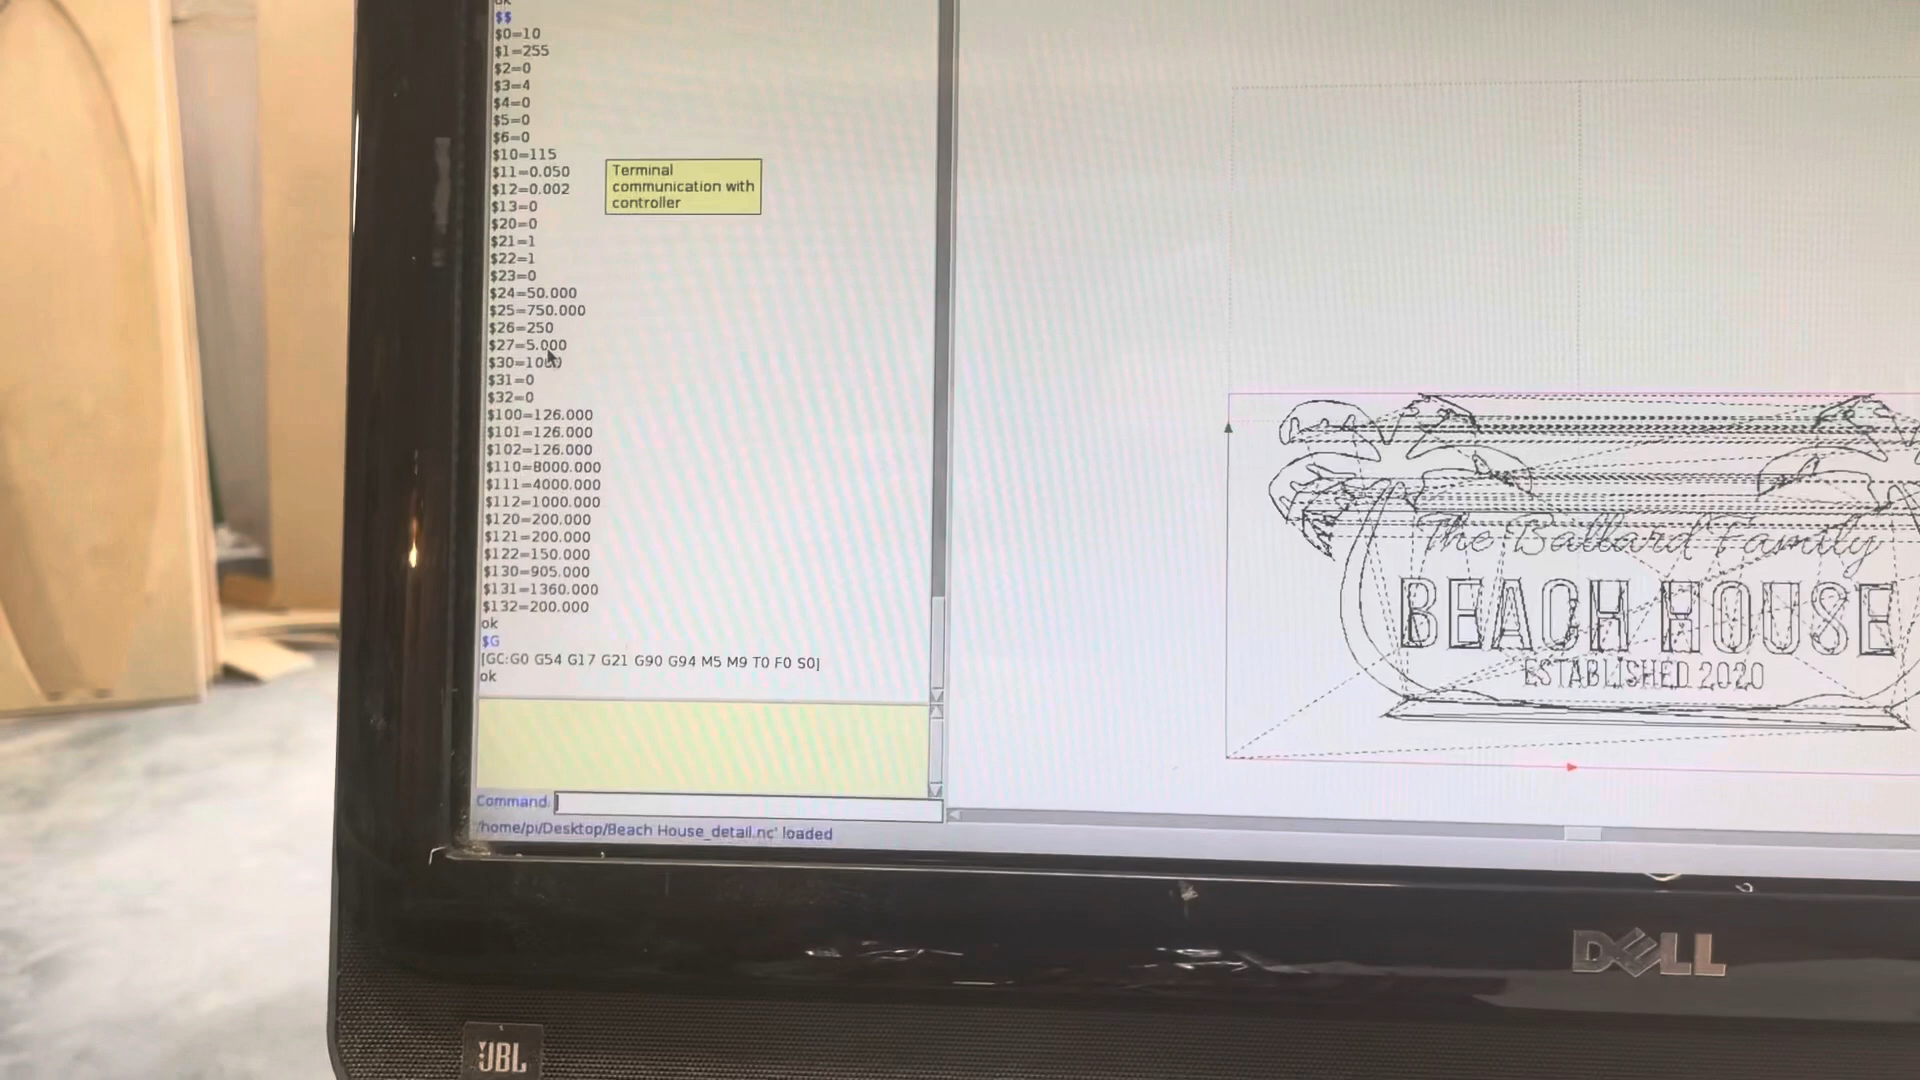 ok
$$
$0=10
$1=255
$2=0
$3=4
$4=0
$5=0
$6=0
$10=115
$11=0.050
$12=0.002
$13=0
$20=0
$21=1
$22=1
$23=0
$24=50.000
$25=750.000
$26=250
$27=5.000
$30=1000
$31=0
$32=0
$100=126.000
$101=126.000
$102=126.000
$110=8000.000
$111=4000.000
$112=1000.000
$120=200.000
$121=200.000
$122=150.000
$130=905.000
$131=1360.000
$132=200.000
ok
$G
[GC:G0 G54 G17 G21 G90 G94 M5 M9 T0 F0 S0]
ok
Terminal
communication with
controller
Command:
'/home/pi/Desktop/Beach House_detail.nc' loaded
The Ballard Family
BEACH HOUSE
ESTABLISHED 2020
DELL
JBL